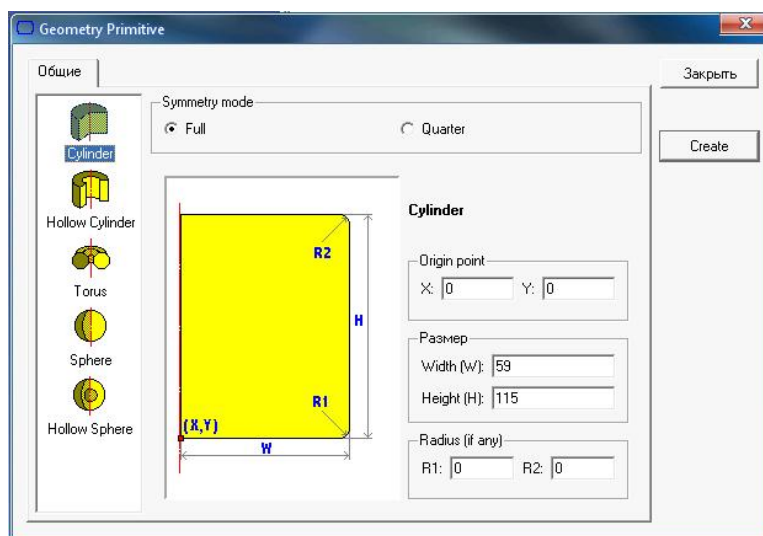 Geometry Primitive
Общие
Закрыть
Create
Cylinder
Hollow Cylinder
Torus
Sphere
Hollow Sphere
Symmetry mode
Full
Quarter
R2
H
R1
(X,Y)
W
Cylinder
Origin point
X: 0 Y: 0
Размер
Width (W): 59
Height (H): 115
Radius (if any)
R1: 0 R2: 0